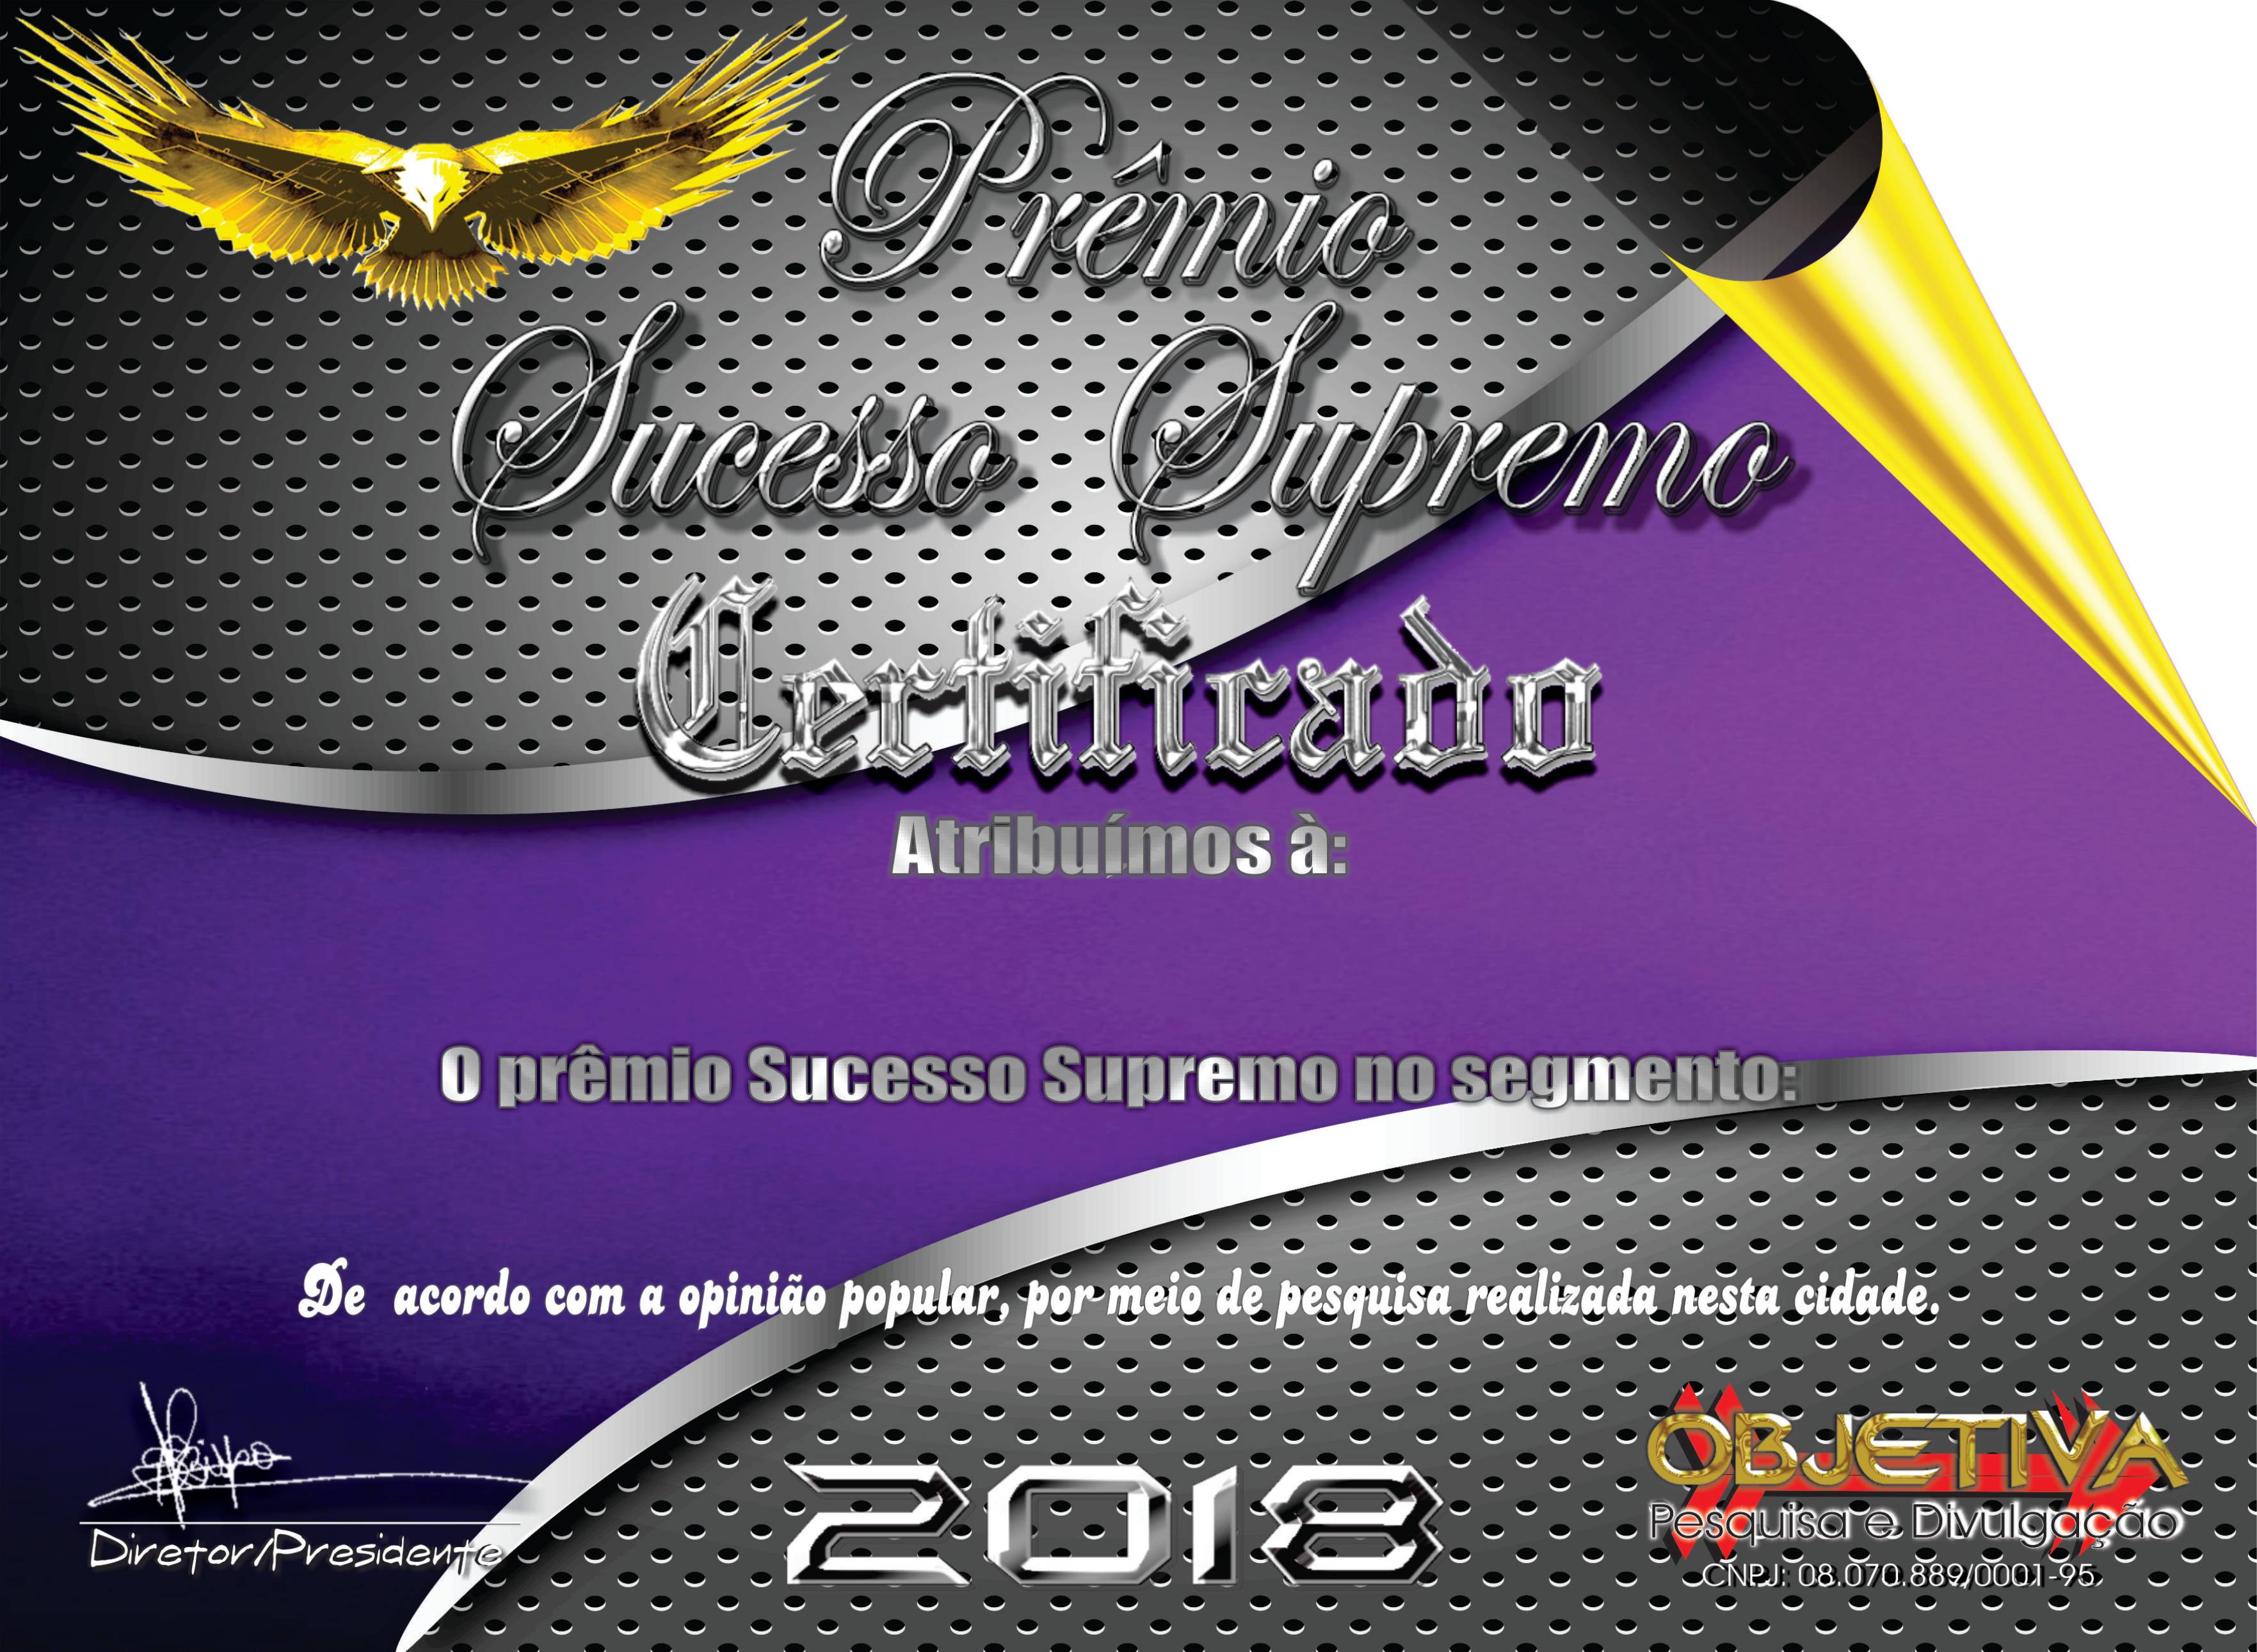 Prêmio
Sucesso Supremo
Certificado
Atribuímos à:
O prêmio Sucesso Supremo no segmento:
De acordo com a opinião popular, por meio de pesquisa realizada nesta cidade.
Diretor/Presidente
2018
OBJETIVA
Pesquisa e Divulgação
CNPJ: 08.070.889/0001-95